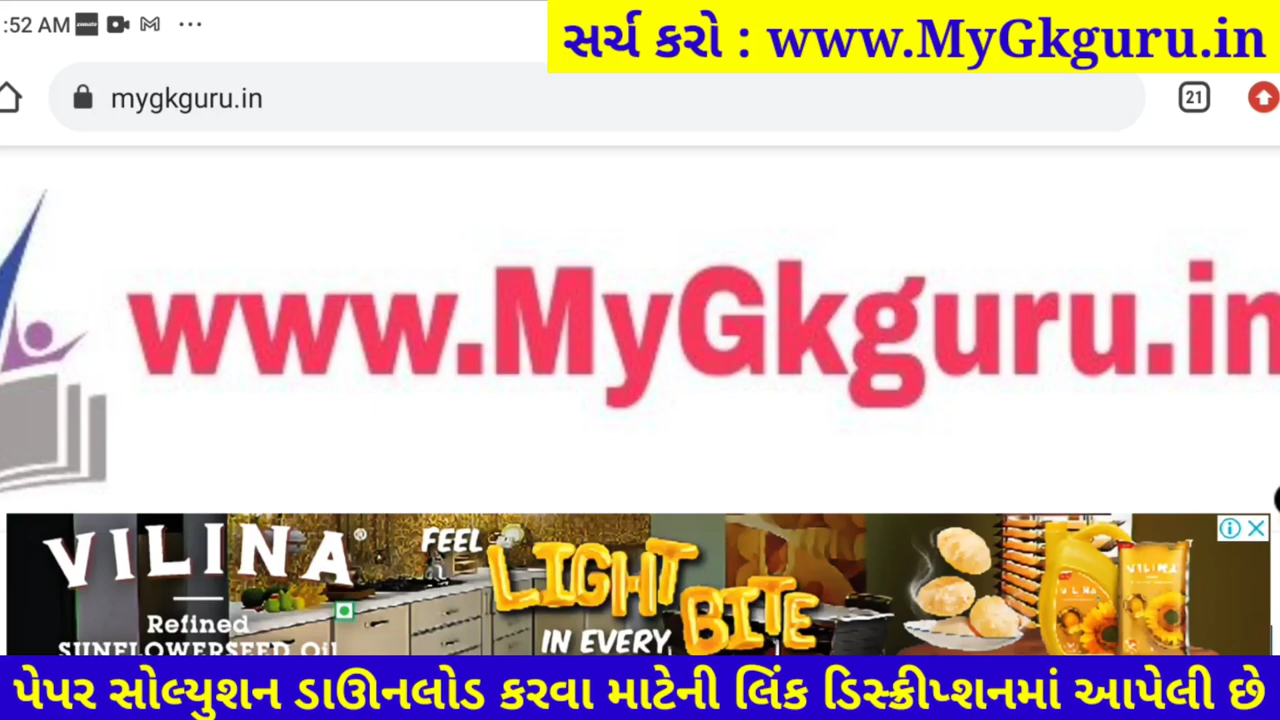 :52 AM
સર્ચ કરો : www.MyGkguru.in
mygkguru.in
21
www.MyGkguru.in
VILINA®
Refined
SUNFLOWERSEED Oil
FEEL
LIGHT
BITE
IN EVERY
VILINA
પેપર સોલ્યુશન ડાઊનલોડ કરવા માટેની લિંક ડિસ્ક્રીપ્શનમાં આપેલી છે